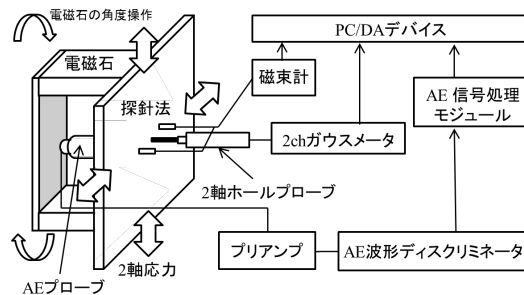 電磁石の角度操作
電磁石
探針法
PC/DAデバイス
磁束計
AE 信号処理
モジュール
2chガウスメータ
2軸ホールプローブ
プリアンプ
AE波形ディスクリミネータ
2軸応力
AEプローブ